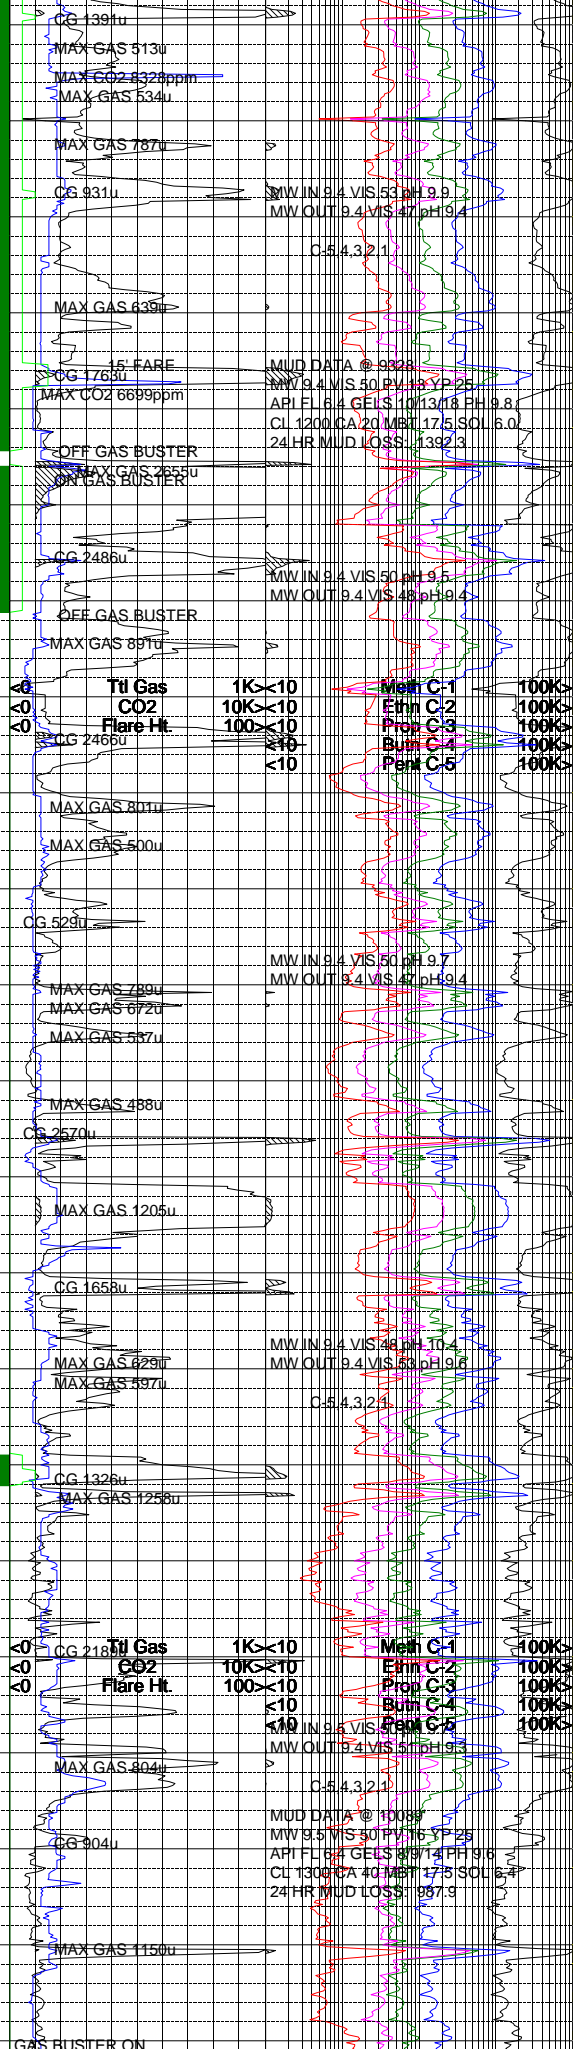 CG 1391u
MAX GAS 513u
MAX CO2 8328ppm
MAX GAS 534u
MAX GAS 787u
CG 931u
MW IN 9.4 VIS 53 pH 9.9
MW OUT 9.4 VIS 47 pH 9.4
C-5,4,3,2,1
MAX GAS 639u
15' FARE
CG 1763u
MAX CO2 6699ppm
MUD DATA @ 9328'
MW 9.4 VIS 50 PV 13 YP 25
API FL 6.4 GELS 10/13/18 PH 9.8
CL 1200 CA 20 MBT 17.5 SOL 6.0
24 HR MUD LOSS: 1392.3
OFF GAS BUSTER
MAX GAS 2655u
ON GAS BUSTER
CG 2486u
MW IN 9.4 VIS 50 pH 9.5
MW OUT 9.4 VIS 48 pH 9.4
OFF GAS BUSTER
MAX GAS 891u
<0 Ttl Gas 1K> <10 Meth C-1 100K>
<0 CO2 10K> <10 Ethn C-2 100K>
<0 Flare Ht. 100> <10 Prop C-3 100K>
CG 2466u
<10 Butn C-4 100K>
<10 Pent C-5 100K>
MAX GAS 801u
MAX GAS 500u
CG 529u
MW IN 9.4 VIS 50 pH 9.7
MW OUT 9.4 VIS 47 pH 9.4
MAX GAS 789u
MAX GAS 672u
MAX GAS 537u
MAX GAS 488u
CG 2570u
MAX GAS 1205u
CG 1658u
MW IN 9.4 VIS 48 pH 10.4
MW OUT 9.4 VIS 53 pH 9.6
MAX GAS 629u
MAX GAS 597u
C-5,4,3,2,1
CG 1326u
MAX GAS 1258u
<0 Ttl Gas 1K> <10 Meth C-1 100K>
CG 2189u
<0 CO2 10K> <10 Ethn C-2 100K>
<0 Flare Ht. 100> <10 Prop C-3 100K>
<10 Butn C-4 100K>
<10 Pent C-5 100K>
MW IN 9.5 VIS
MW OUT 9.4 VIS 51 pH 9.3
MAX GAS 804u
C-5,4,3,2,1
MUD DATA @ 10089'
MW 9.5 VIS 50 PV 16 YP 25
API FL 6.4 GELS 8/9/14 PH 9.6
CL 1300 CA 40 MBT 17.5 SOL 6.4
24 HR MUD LOSS: 987.9
CG 904u
MAX GAS 1150u
GAS BUSTER ON